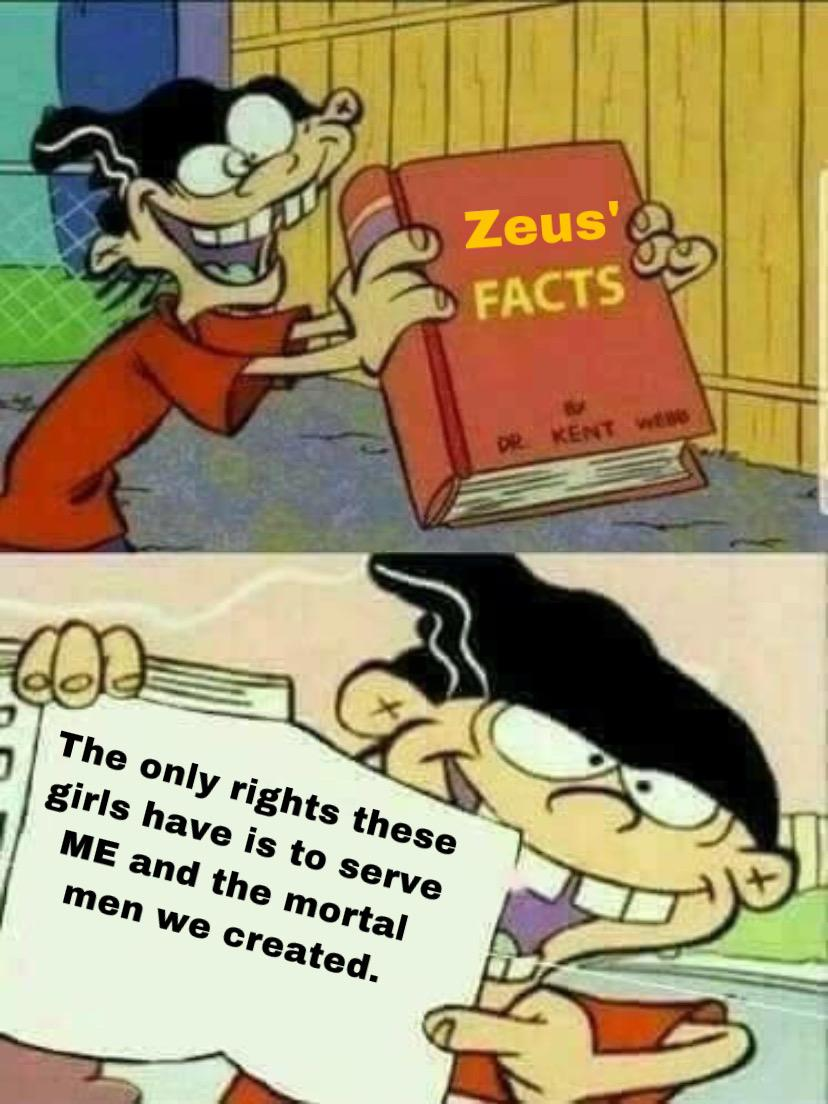 Zeus'
FACTS
BY
DR. KENT WEBB
The only rights these
girls have is to serve
ME and the mortal
men we created.